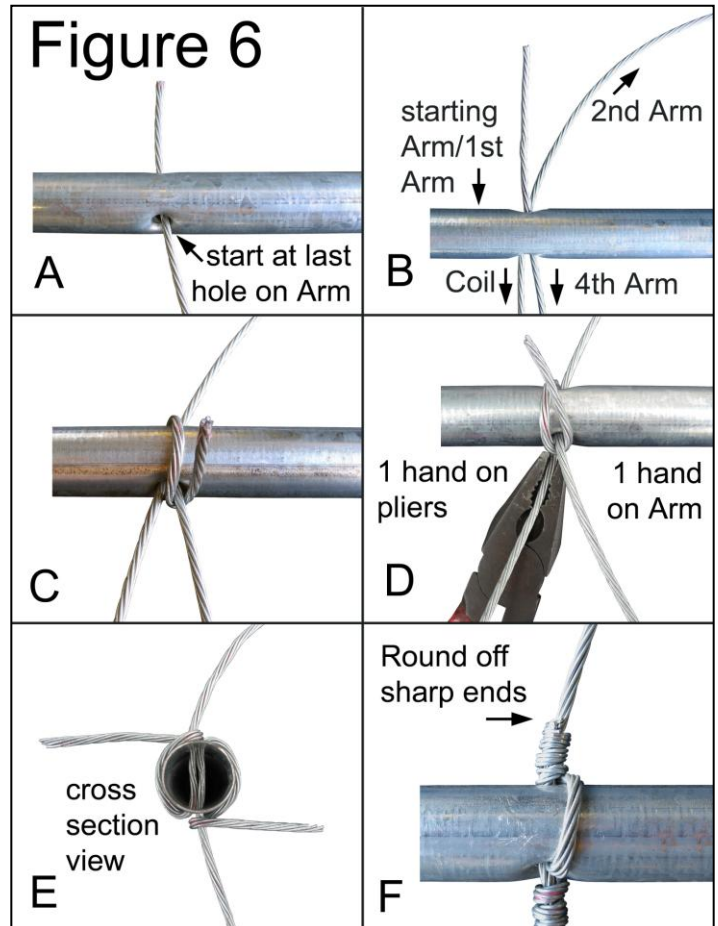 Figure 6
start at last
hole on Arm
A
starting
Arm/1st
Arm
2nd Arm
Coil
4th Arm
B
C
1 hand on
pliers
1 hand
on Arm
D
cross
section
view
E
Round off
sharp ends
F